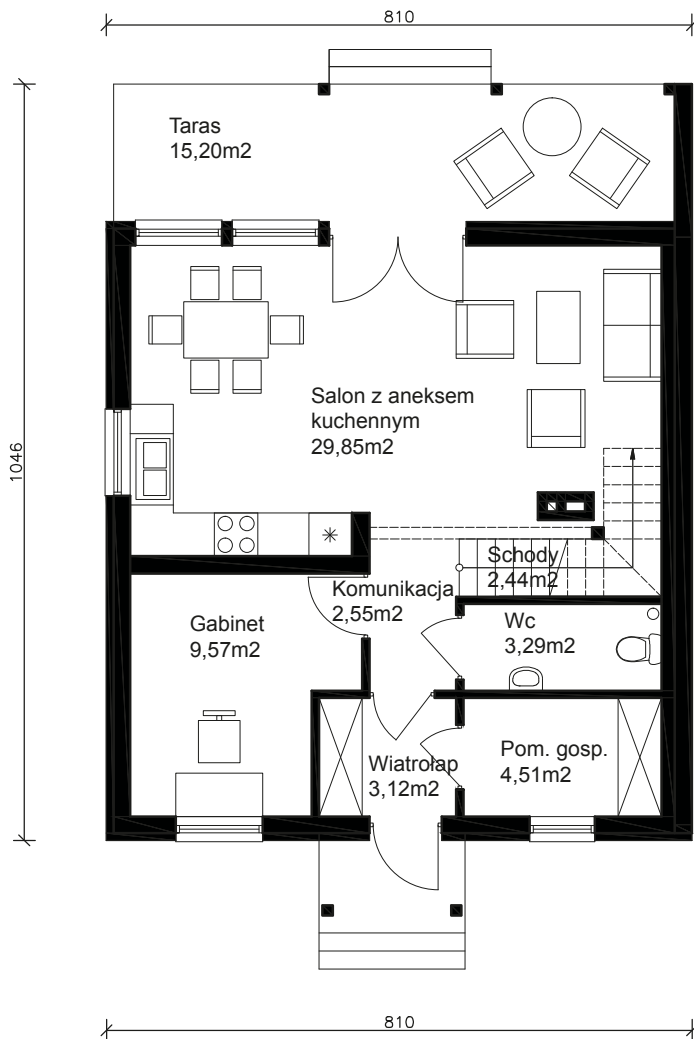 810
Taras
15,20m2
1046
Salon z aneksem
kuchennym
29,85m2
Schody
2,44m2
Komunikacja
2,55m2
Gabinet
9,57m2
Wc
3,29m2
Wiatrołap
3,12m2
Pom. gosp.
4,51m2
810